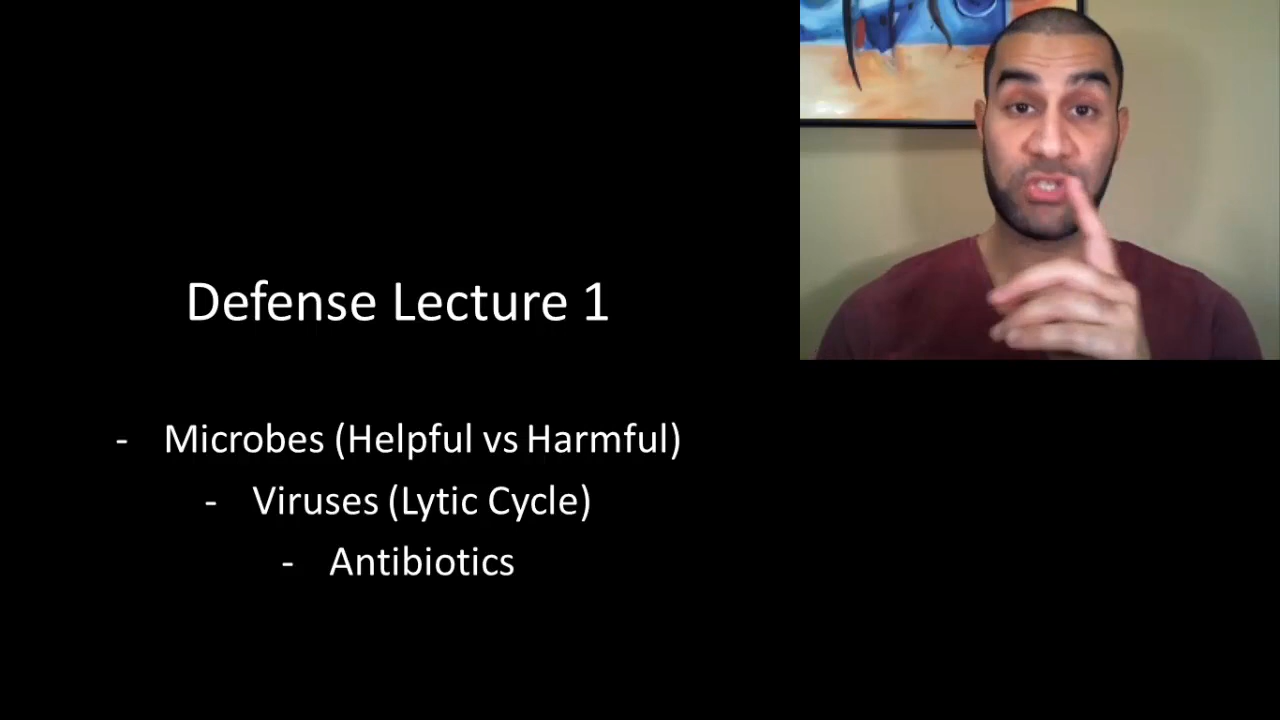 Defense Lecture 1
- Microbes (Helpful vs Harmful)
- Viruses (Lytic Cycle)
- Antibiotics